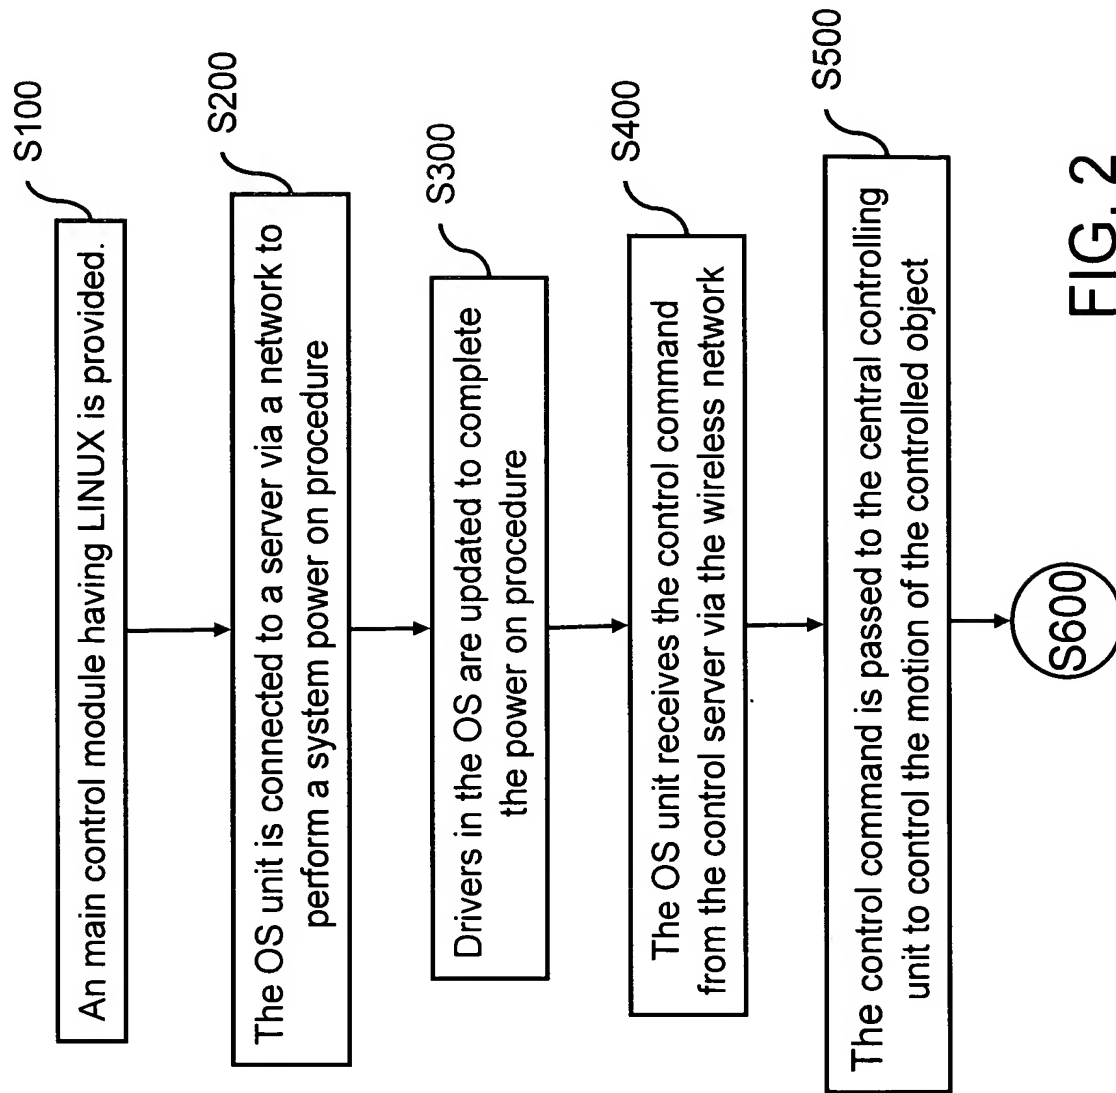 S100
An main control module having LINUX is provided.
S200
The OS unit is connected to a server via a network to
perform a system power on procedure
S300
Drivers in the OS are updated to complete
the power on procedure
S400
The OS unit receives the control command
from the control server via the wireless network
S500
The control command is passed to the central controlling
unit to control the motion of the controlled object
S600
FIG. 2